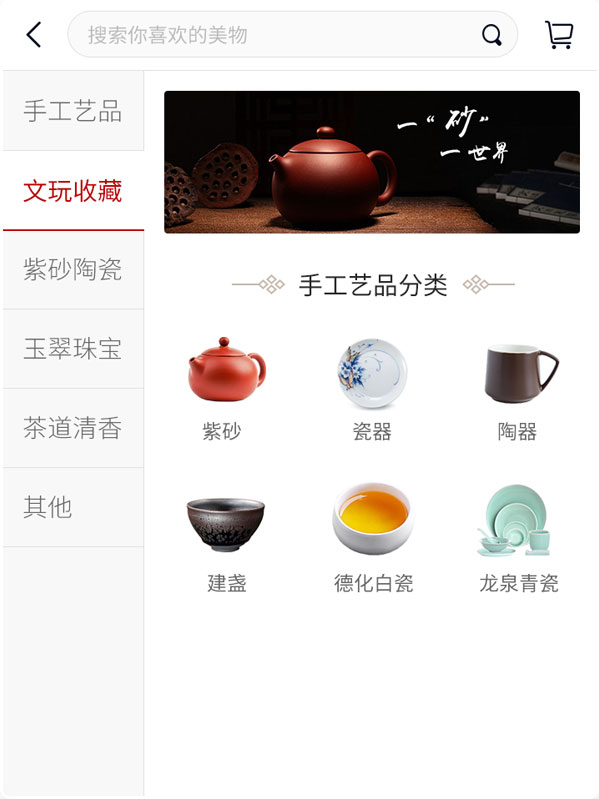 搜索你喜欢的美物
手工艺品
文玩收藏
紫砂陶瓷
玉翠珠宝
茶道清香
其他
一“砂”
一世界
手工艺品分类
紫砂
瓷器
陶器
建盏
德化白瓷
龙泉青瓷